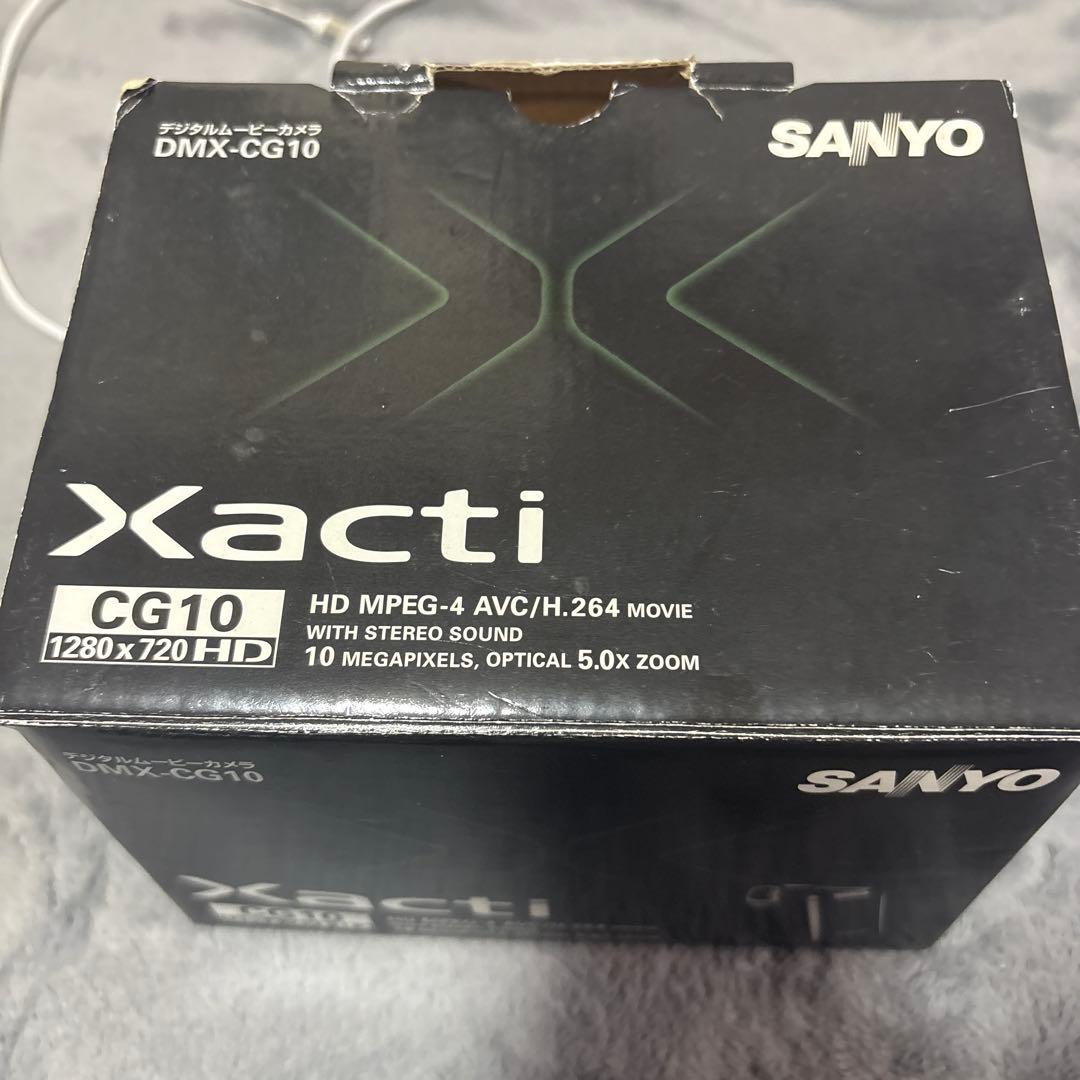 デジタルムービーカメラ
DMX-CG10
SANYO
Xacti
CG10
1280x720 HD
HD MPEG-4 AVC/H.264 MOVIE
WITH STEREO SOUND
10 MEGAPIXELS, OPTICAL 5.0X ZOOM
デジタルムービーカメラ
DMX-CG10
SANYO
Xacti
CG10